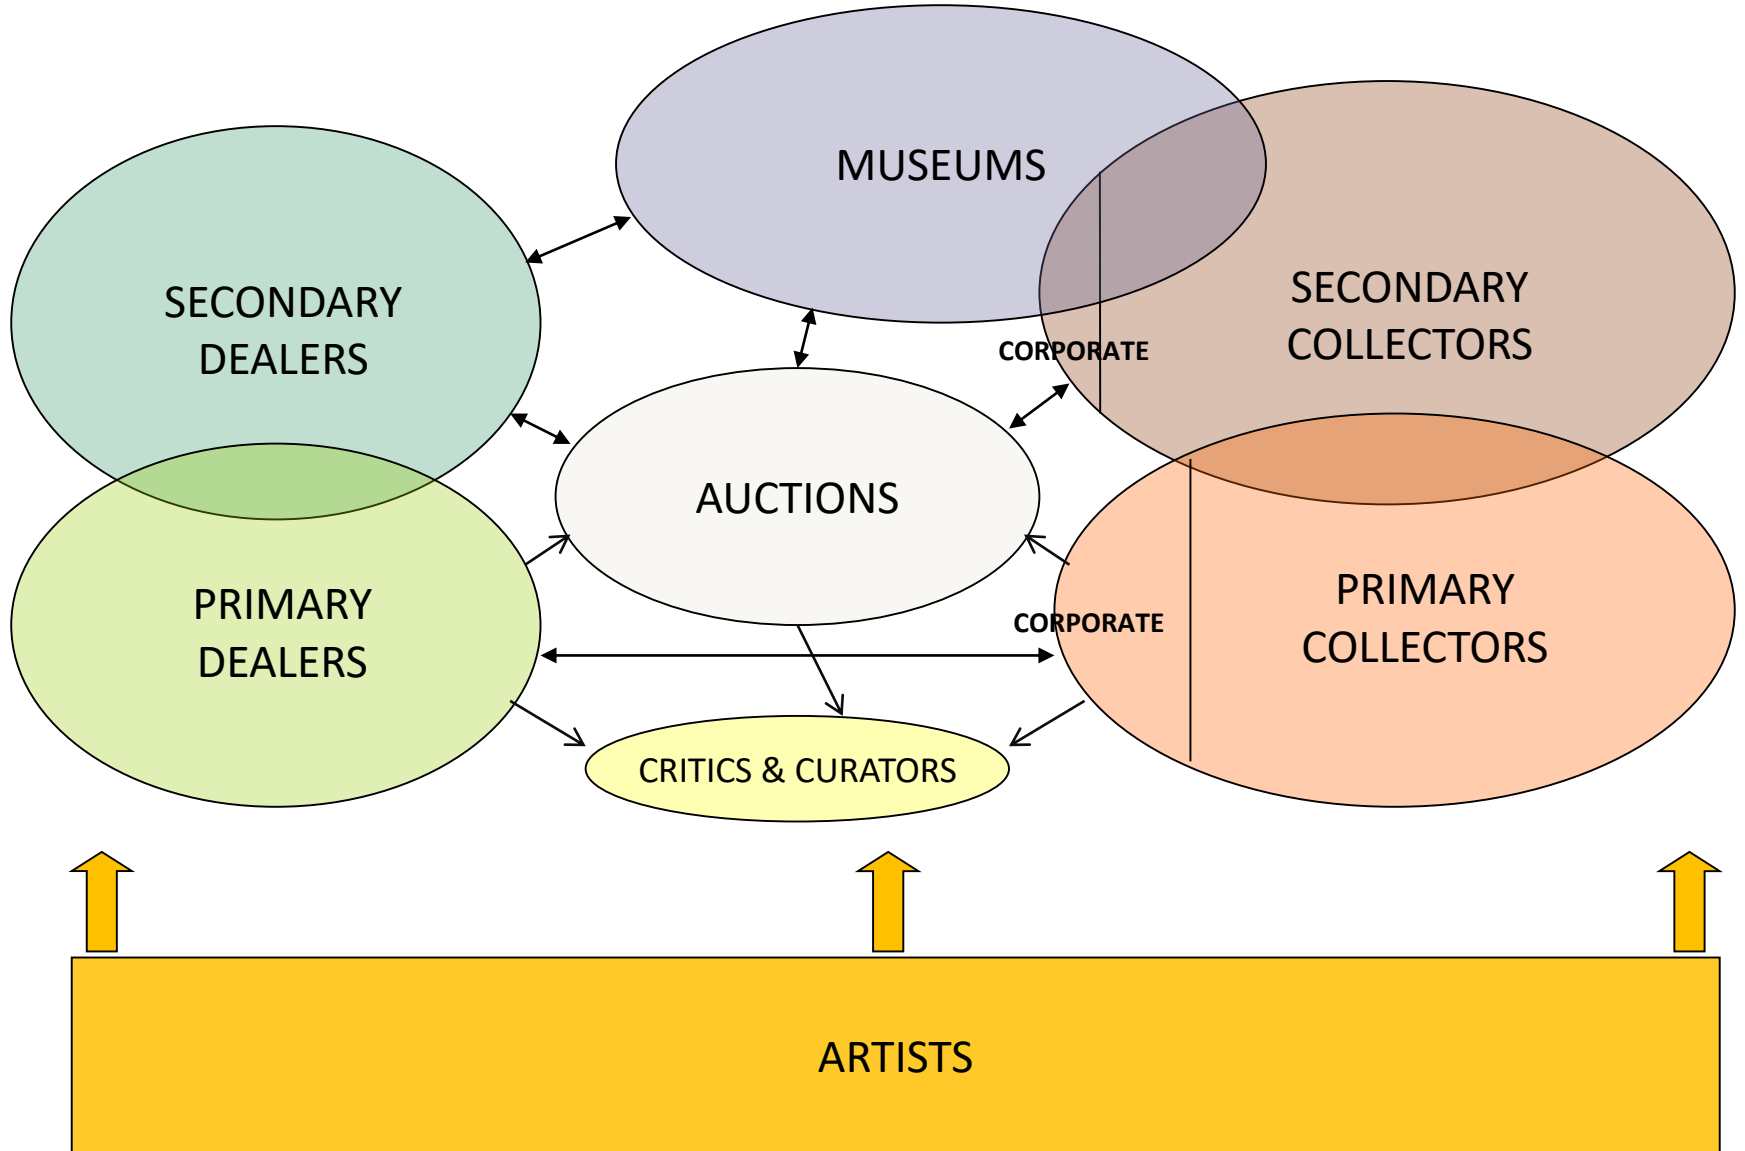 MUSEUMS
SECONDARY
DEALERS
SECONDARY
COLLECTORS
CORPORATE
AUCTIONS
PRIMARY
DEALERS
CORPORATE
PRIMARY
COLLECTORS
CRITICS & CURATORS
ARTISTS